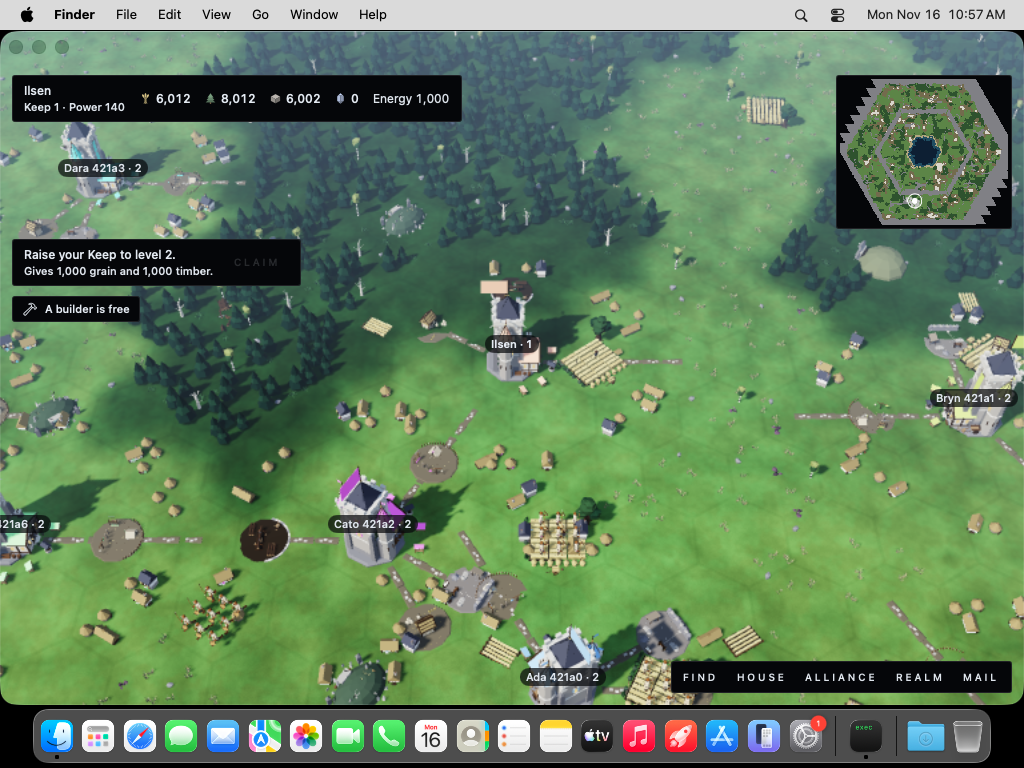 Finder File Edit View Go Window Help Mon Nov 16 10:57 AM
Ilsen
Keep 1 · Power 140
6,012 8,012 6,002 0 Energy 1,000
Dara 421a3 · 2
Raise your Keep to level 2.
Gives 1,000 grain and 1,000 timber.
CLAIM
A builder is free
Ilsen · 1
Bryn 421a1 · 2
421a6 · 2
Cato 421a2 · 2
Ada 421a0 · 2
FIND HOUSE ALLIANCE REALM MAIL
Mon
16
tv
1
exec